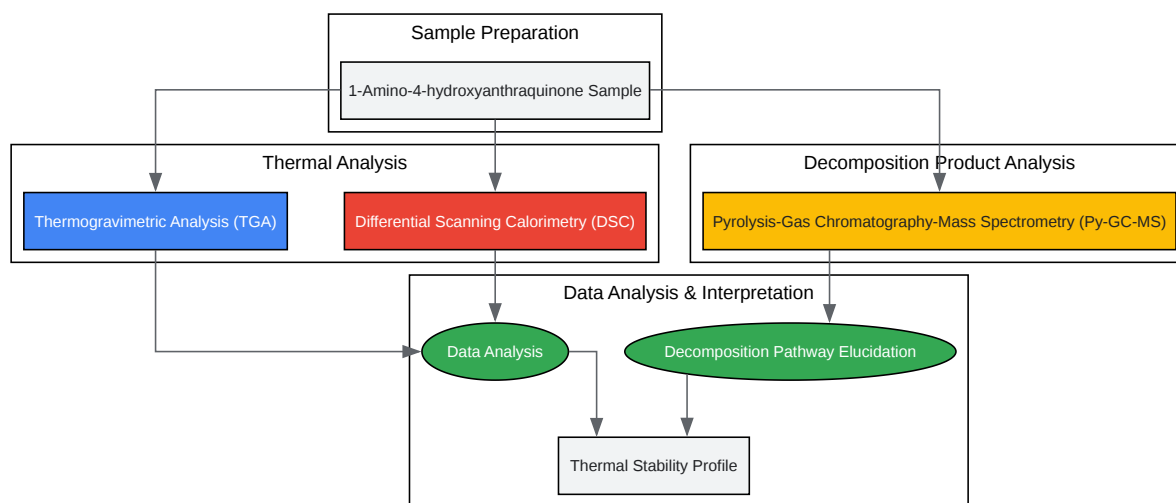 Sample Preparation
1-Amino-4-hydroxyanthraquinone Sample
Thermal Analysis
Decomposition Product Analysis
Thermogravimetric Analysis (TGA)
Differential Scanning Calorimetry (DSC)
Pyrolysis-Gas Chromatography-Mass Spectrometry (Py-GC-MS)
Data Analysis & Interpretation
Data Analysis
Decomposition Pathway Elucidation
Thermal Stability Profile